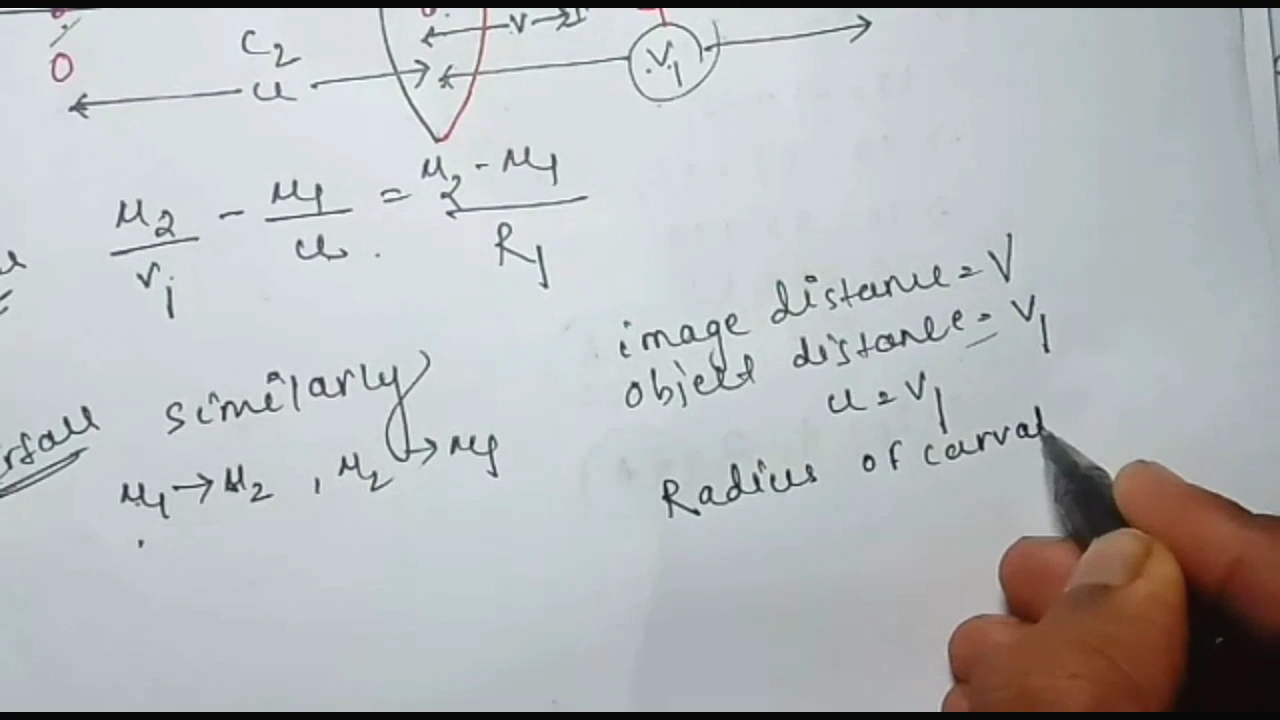 O
C₂
u
V → I
V₁
μ₂/v₁ - μ₁/u = μ₂ - μ₁/R₁
image distance = V
object distance = V₁
u = V₁
similarly
μ₁ → μ₂ , μ₂ → μ₁
Radius of carvat